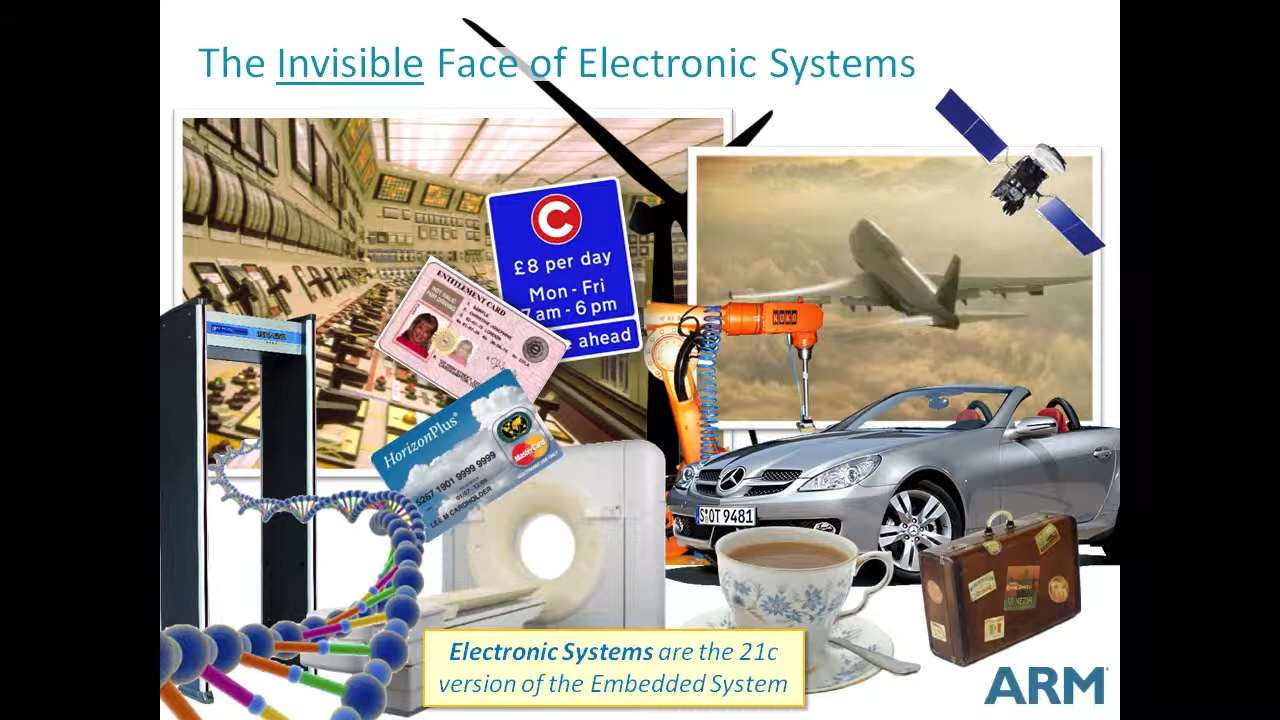 The Invisible Face of Electronic Systems
C
£8 per day
Mon - Fri
7 am - 6 pm
ahead
ENTITLEMENT CARD
KUKA
HorizonPlus
5267 1901 9999 9999
LEE M CARDHOLDER
MasterCard
S OT 9481
Electronic Systems are the 21c
version of the Embedded System
ARM